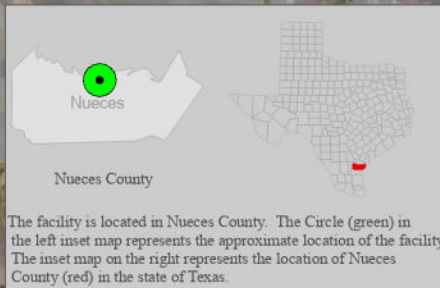 Nueces
Nueces County
The facility is located in Nueces County. The Circle (green) in
the left inset map represents the approximate location of the facility
The inset map on the right represents the location of Nueces
County (red) in the state of Texas.